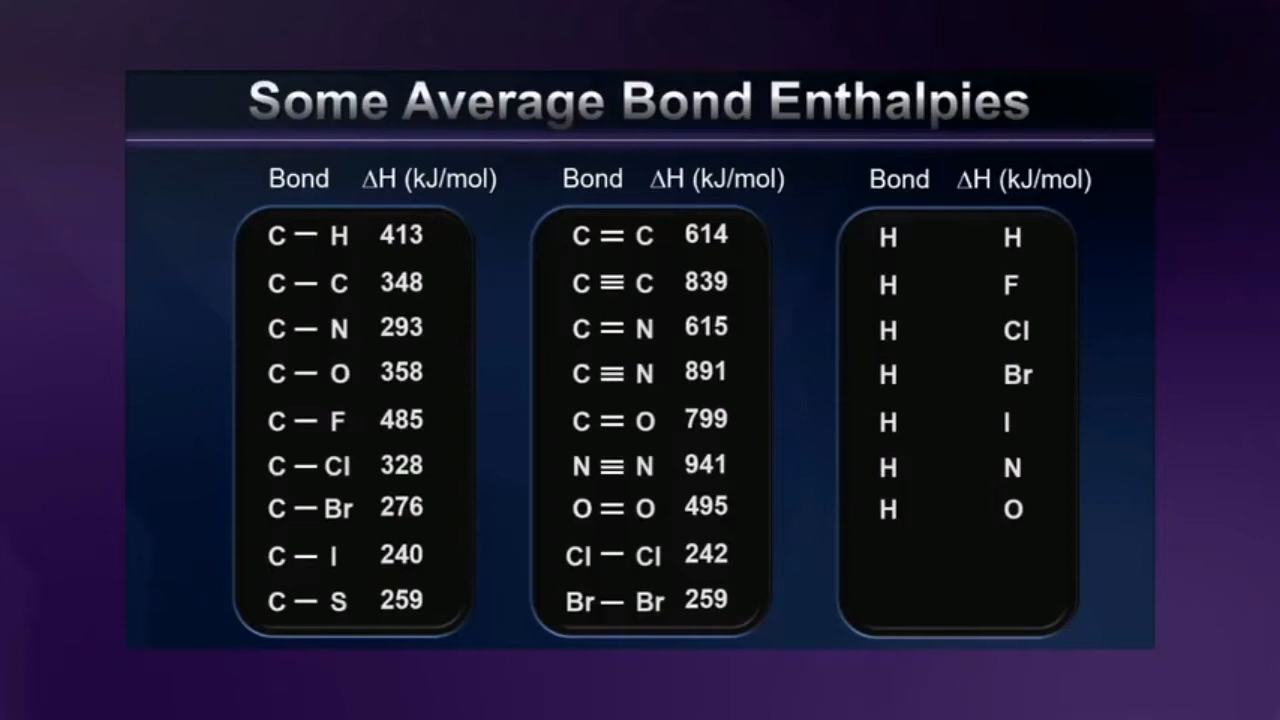 Some Average Bond Enthalpies
Bond ΔH (kJ/mol)
C — H 413
C — C 348
C — N 293
C — O 358
C — F 485
C — Cl 328
C — Br 276
C — I 240
C — S 259
Bond ΔH (kJ/mol)
C = C 614
C ≡ C 839
C = N 615
C ≡ N 891
C = O 799
N ≡ N 941
O = O 495
Cl — Cl 242
Br — Br 259
Bond ΔH (kJ/mol)
H H
H F
H Cl
H Br
H I
H N
H O